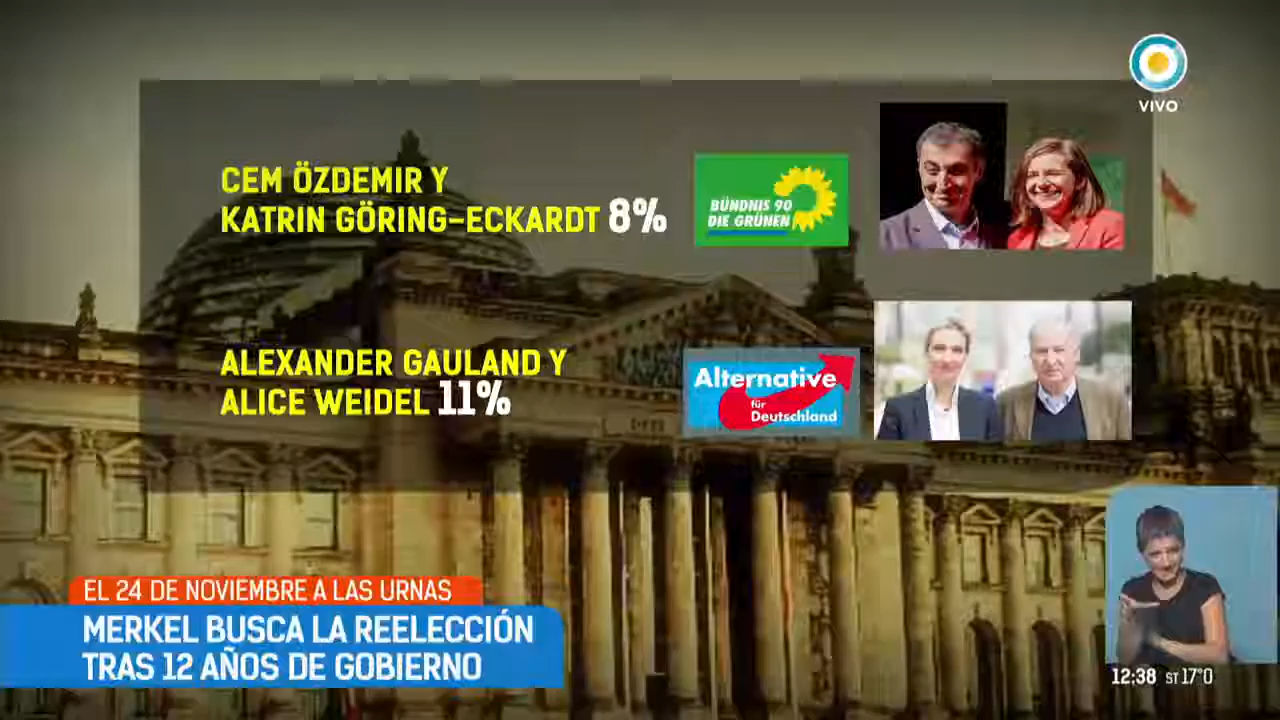 VIVO
CEM ÖZDEMIR Y
KATRIN GÖRING-ECKARDT 8%
BÜNDNIS 90
DIE GRÜNEN
ALEXANDER GAULAND Y
ALICE WEIDEL 11%
Alternative
für
Deutschland
EL 24 DE NOVIEMBRE A LAS URNAS
MERKEL BUSCA LA REELECCIÓN
TRAS 12 AÑOS DE GOBIERNO
12:38 ST 17°0